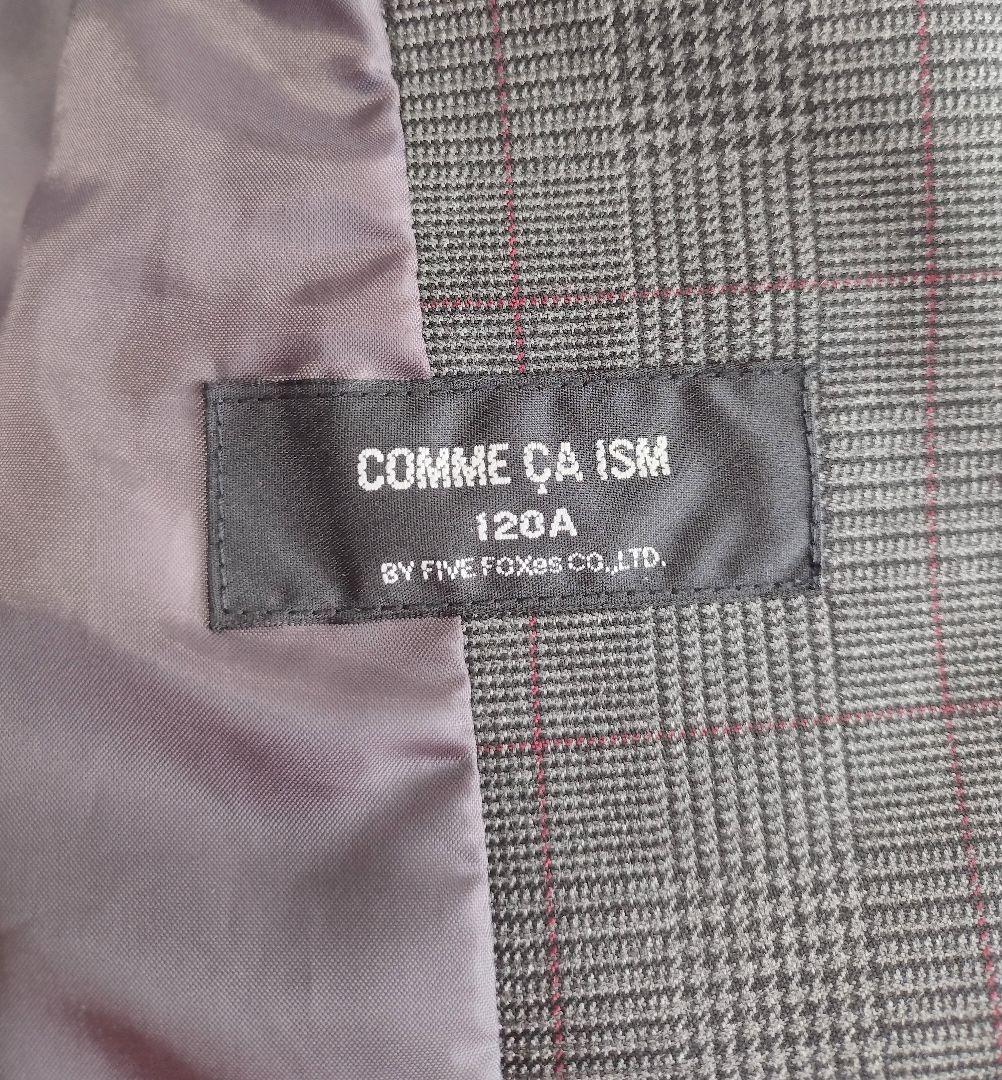 COMME ÇA ISM
120A
BY FIVE FOXes CO.,LTD.